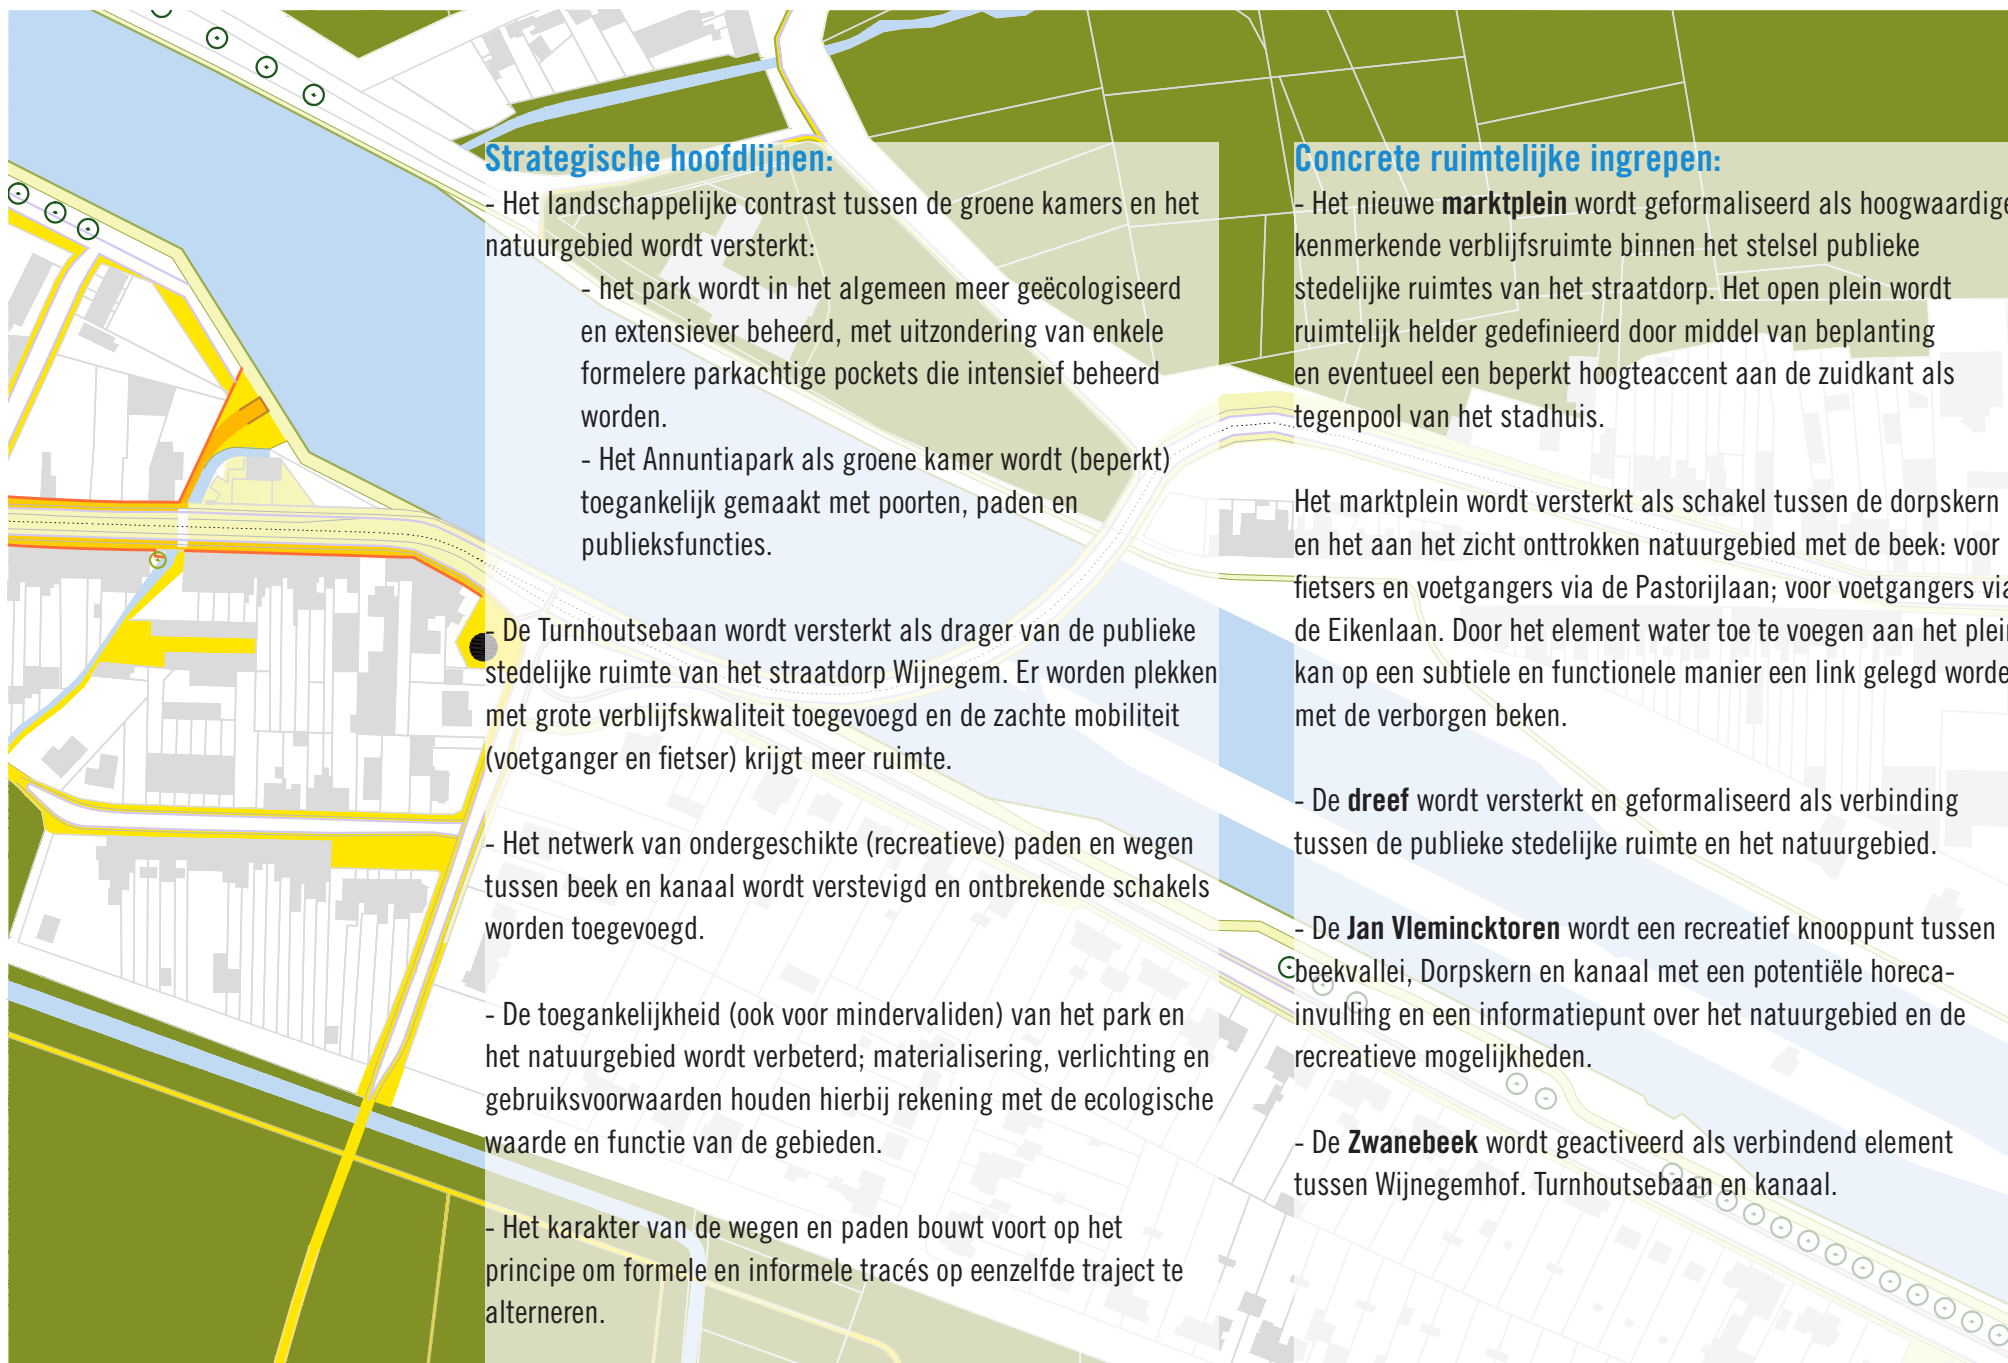 Strategische hoofdlijnen:
- Het landschappelijke contrast tussen de groene kamers en het
natuurgebied wordt versterkt:
- het park wordt in het algemeen meer geëcologiseerd
en extensiever beheerd, met uitzondering van enkele
formelere parkachtige pockets die intensief beheerd
worden.
- Het Annuntiapark als groene kamer wordt (beperkt)
toegankelijk gemaakt met poorten, paden en
publieksfuncties.
- De Turnhoutsebaan wordt versterkt als drager van de publieke
stedelijke ruimte van het straatdorp Wijnegem. Er worden plekken
met grote verblijfskwaliteit toegevoegd en de zachte mobiliteit
(voetganger en fietser) krijgt meer ruimte.
- Het netwerk van ondergeschikte (recreatieve) paden en wegen
tussen beek en kanaal wordt verstevigd en ontbrekende schakels
worden toegevoegd.
- De toegankelijkheid (ook voor mindervaliden) van het park en
het natuurgebied wordt verbeterd; materialisering, verlichting en
gebruiksvoorwaarden houden hierbij rekening met de ecologische
waarde en functie van de gebieden.
- Het karakter van de wegen en paden bouwt voort op het
principe om formele en informele tracés op eenzelfde traject te
alterneren.
Concrete ruimtelijke ingrepen:
- Het nieuwe marktplein wordt geformaliseerd als hoogwaardige
kenmerkende verblijfsruimte binnen het stelsel publieke
stedelijke ruimtes van het straatdorp. Het open plein wordt
ruimtelijk helder gedefinieerd door middel van beplanting
en eventueel een beperkt hoogteaccent aan de zuidkant als
tegenpool van het stadhuis.
Het marktplein wordt versterkt als schakel tussen de dorpskern
en het aan het zicht onttrokken natuurgebied met de beek: voor
fietsers en voetgangers via de Pastorijlaan; voor voetgangers via
de Eikenlaan. Door het element water toe te voegen aan het plein
kan op een subtiele en functionele manier een link gelegd worde
met de verborgen beken.
- De dreef wordt versterkt en geformaliseerd als verbinding
tussen de publieke stedelijke ruimte en het natuurgebied.
- De Jan Vlemincktoren wordt een recreatief knooppunt tussen
beekvallei, Dorpskern en kanaal met een potentiële horeca-
invulling en een informatiepunt over het natuurgebied en de
recreatieve mogelijkheden.
- De Zwanebeek wordt geactiveerd als verbindend element
tussen Wijnegemhof. Turnhoutsebaan en kanaal.